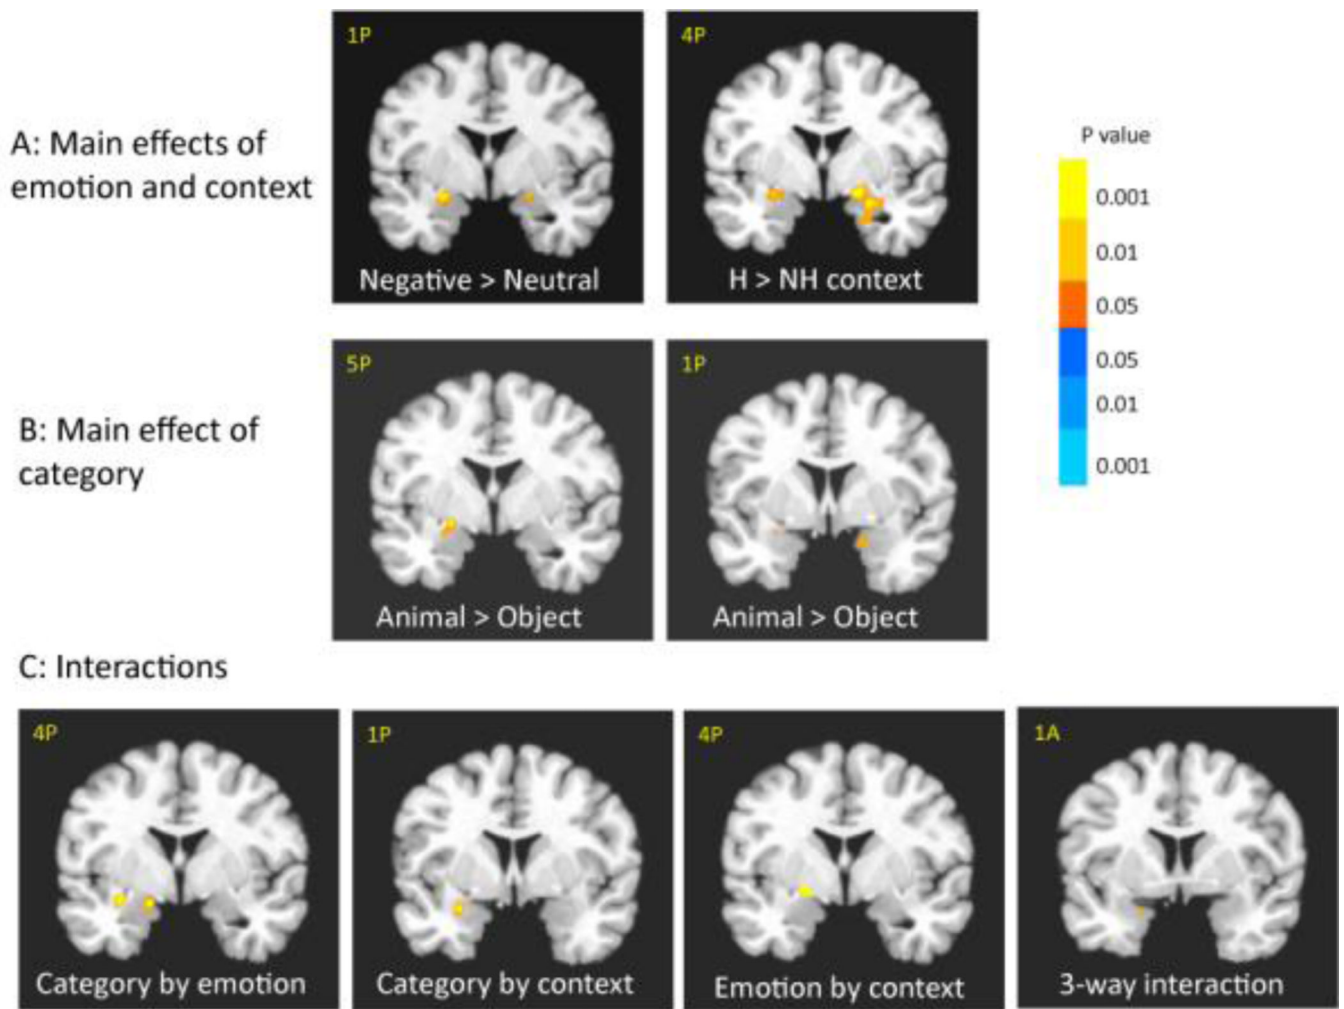 1P
4P
A: Main effects of
emotion and context
Negative > Neutral
H > NH context
P value
0.001
0.01
0.05
0.05
0.01
0.001
5P
1P
B: Main effect of
category
Animal > Object
Animal > Object
C: Interactions
4P
1P
4P
1A
Category by emotion
Category by context
Emotion by context
3-way interaction